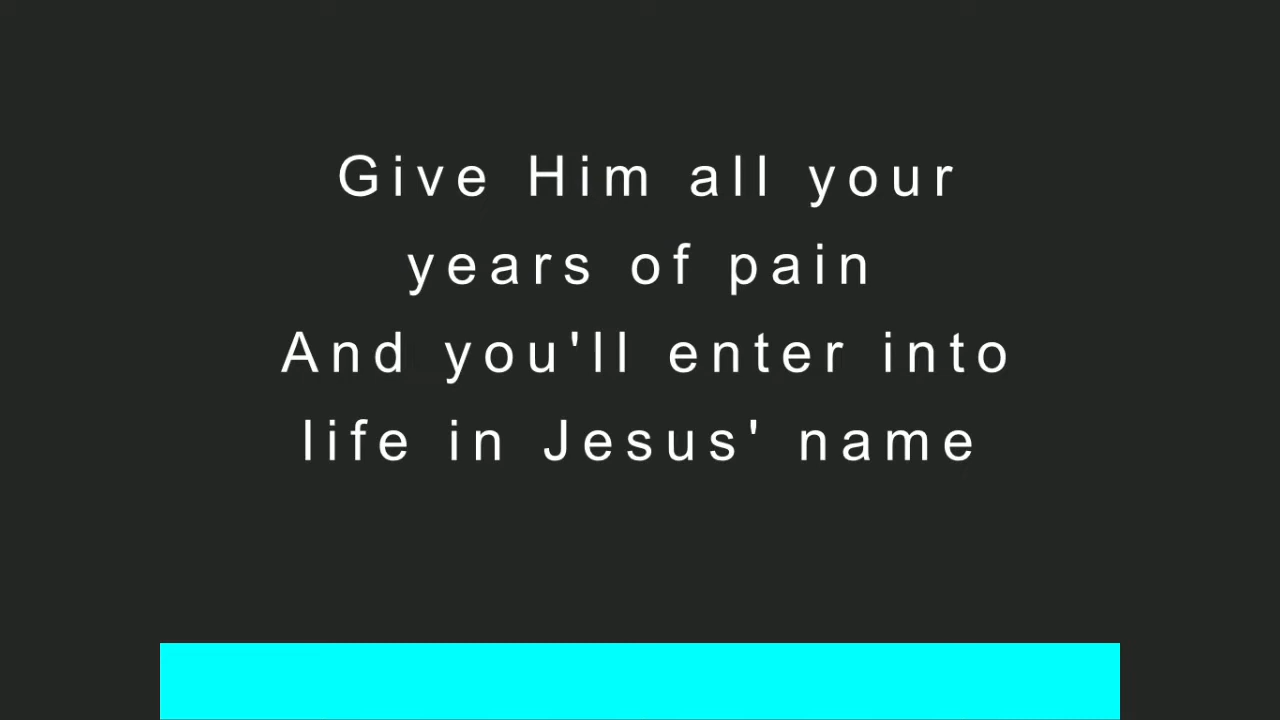 Give Him all your
years of pain
And you'll enter into
life in Jesus' name